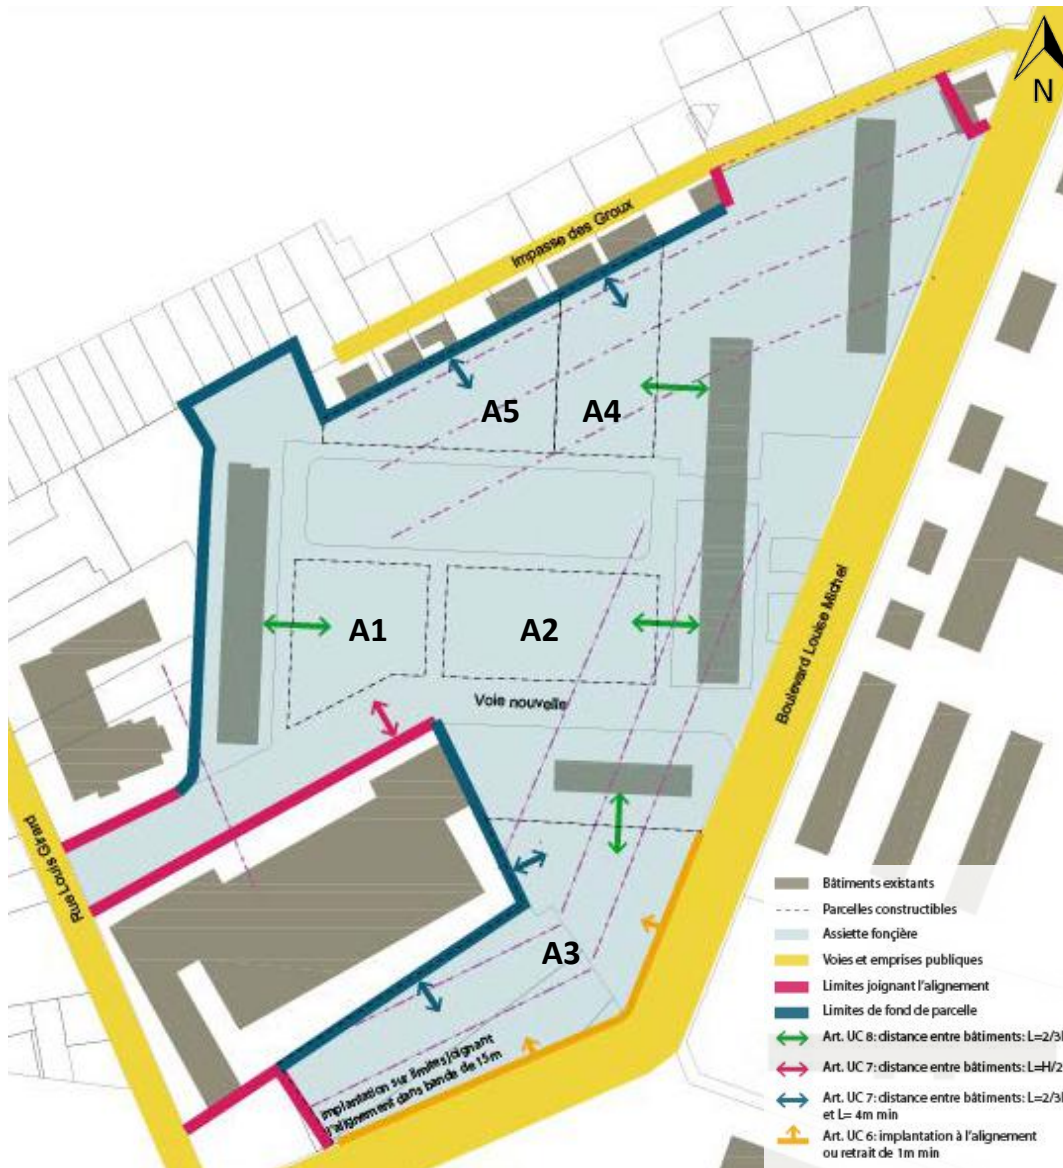 N
Impasse des Groux
A5
A4
A1
A2
Voie nouvelle
Boulevard Louise Michel
Rue Louis Girard
A3
implantation sur limites joignant
l'alignement dans bande de 15m
Bâtiments existants
Parcelles constructibles
Assiette fonçière
Voies et emprises publiques
Limites joignant l'alignement
Limites de fond de parcelle
Art. UC 8: distance entre bâtiments: L=2/3
Art. UC 7: distance entre bâtiments: L=H/2
Art. UC 7: distance entre bâtiments: L=2/3
et L= 4m min
Art. UC 6: implantation à l'alignement
ou retrait de 1m min